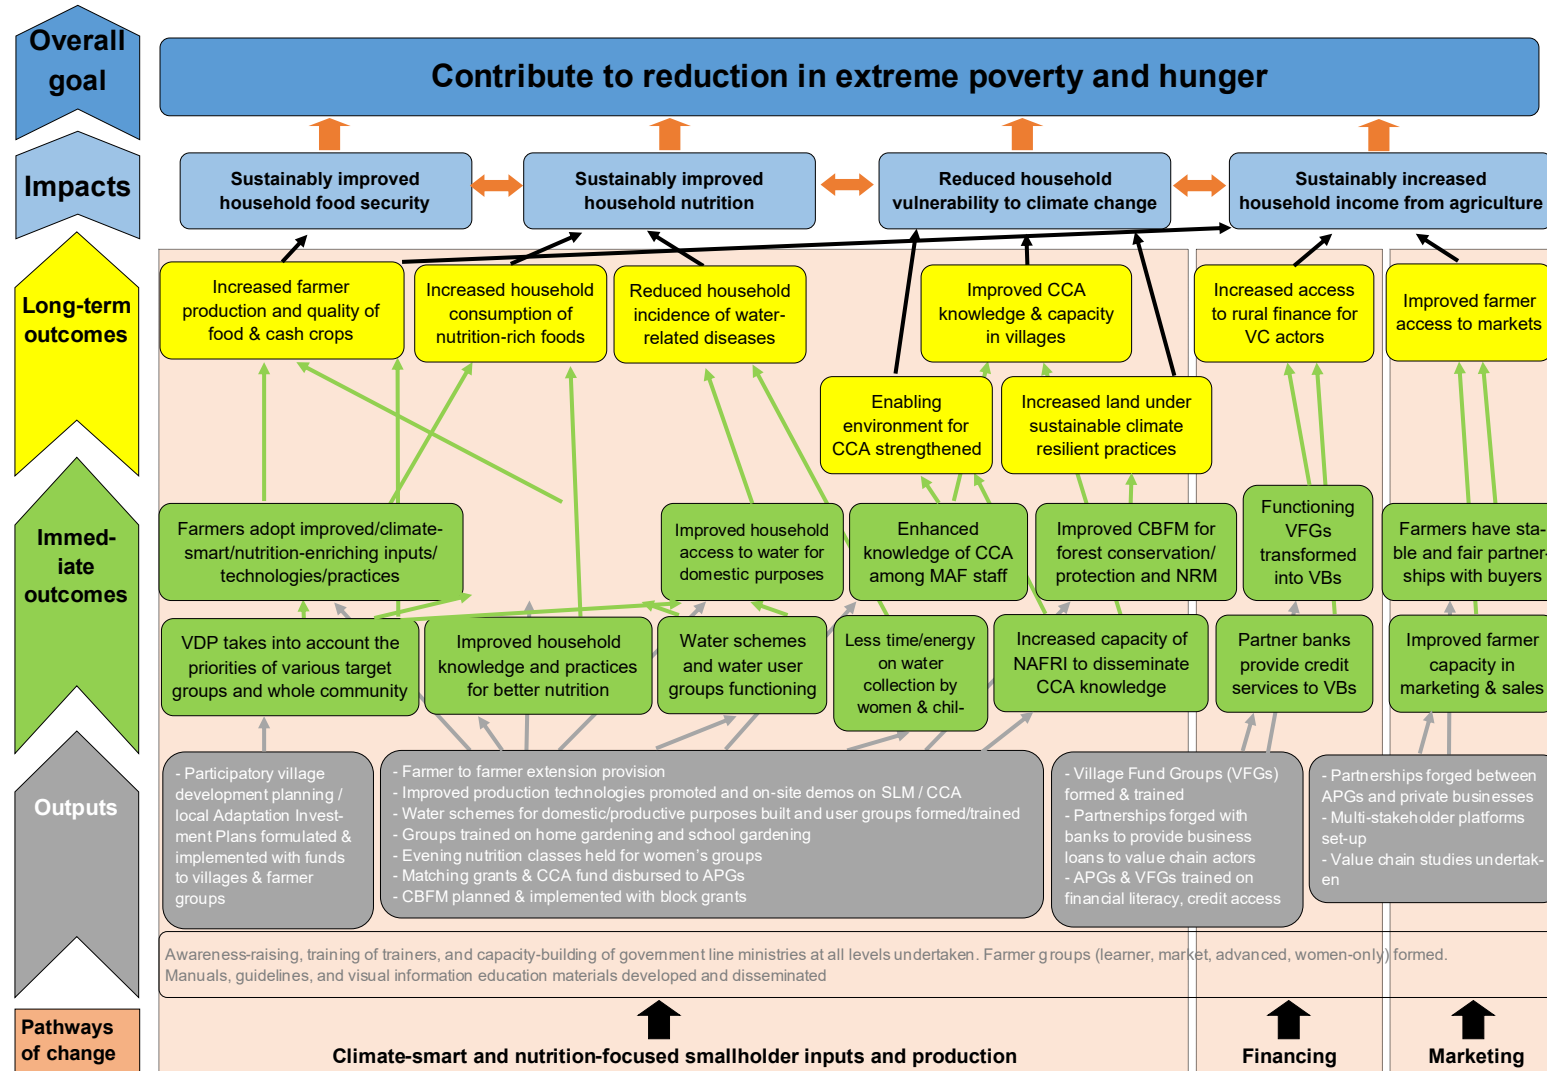 Overall
goal
Contribute to reduction in extreme poverty and hunger
Impacts
Sustainably improved
household food security
Sustainably improved
household nutrition
Reduced household
vulnerability to climate change
Sustainably increased
household income from agriculture
Long-term
outcomes
Increased farmer
production and quality of
food & cash crops
Increased household
consumption of
nutrition-rich foods
Reduced household
incidence of water-
related diseases
Improved CCA
knowledge & capacity
in villages
Increased access
to rural finance for
VC actors
Improved farmer
access to markets
Enabling
environment for
CCA strengthened
Increased land under
sustainable climate
resilient practices
Immed-
iate
outcomes
Farmers adopt improved/climate-
smart/nutrition-enriching inputs/
technologies/practices
Improved household
access to water for
domestic purposes
Enhanced
knowledge of CCA
among MAF staff
Improved CBFM for
forest conservation/
protection and NRM
Functioning
VFGs
transformed
into VBs
Farmers have sta-
ble and fair partner-
ships with buyers
VDP takes into account the
priorities of various target
groups and whole community
Improved household
knowledge and practices
for better nutrition
Water schemes
and water user
groups functioning
Less time/energy
on water
collection by
women & chil-
Increased capacity of
NAFRI to disseminate
CCA knowledge
Partner banks
provide credit
services to VBs
Improved farmer
capacity in
marketing & sales
Outputs
- Participatory village
development planning /
local Adaptation Invest-
ment Plans formulated &
implemented with funds
to villages & farmer
groups
- Farmer to farmer extension provision
- Improved production technologies promoted and on-site demos on SLM / CCA
- Water schemes for domestic/productive purposes built and user groups formed/trained
- Groups trained on home gardening and school gardening
- Evening nutrition classes held for women's groups
- Matching grants & CCA fund disbursed to APGs
- CBFM planned & implemented with block grants
- Village Fund Groups (VFGs)
formed & trained
- Partnerships forged with
banks to provide business
loans to value chain actors
- APGs & VFGs trained on
financial literacy, credit access
- Partnerships forged between
APGs and private businesses
- Multi-stakeholder platforms
set-up
- Value chain studies undertak-
en
Awareness-raising, training of trainers, and capacity-building of government line ministries at all levels undertaken. Farmer groups (learner, market, advanced, women-only) formed.
Manuals, guidelines, and visual information education materials developed and disseminated
Pathways
of change
Climate-smart and nutrition-focused smallholder inputs and production
Financing
Marketing